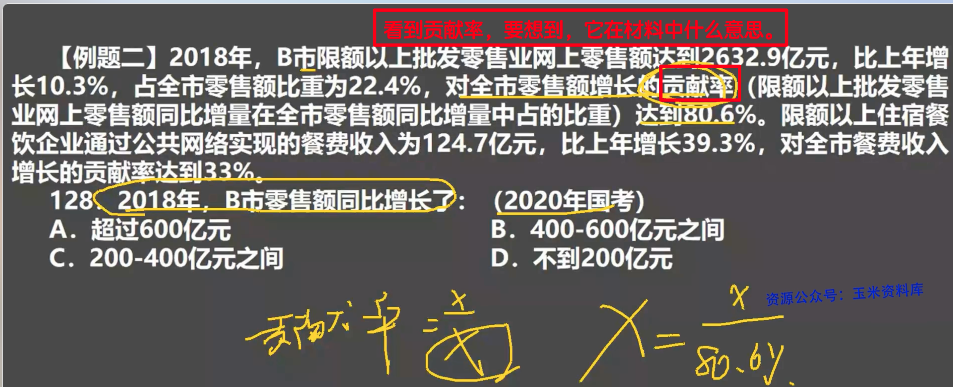 看到贡献率，要想到，它在材料中什么意思。
【例题二】2018年，B市限额以上批发零售业网上零售额达到2632.9亿元，比上年增
长10.3%，占全市零售额比重为22.4%，对全市零售额增长的贡献率（限额以上批发零售
业网上零售额同比增量在全市零售额同比增量中占的比重）达到80.6%。限额以上住宿餐
饮企业通过公共网络实现的餐费收入为124.7亿元，比上年增长39.3%，对全市餐费收入
增长的贡献率达到33%。
128、2018年，B市零售额同比增长了：（2020年国考）
A．超过600亿元
B．400-600亿元之间
C．200-400亿元之间
D．不到200亿元
资源公众号：玉米资料库
贡献率=x/X
X=x/80.6%